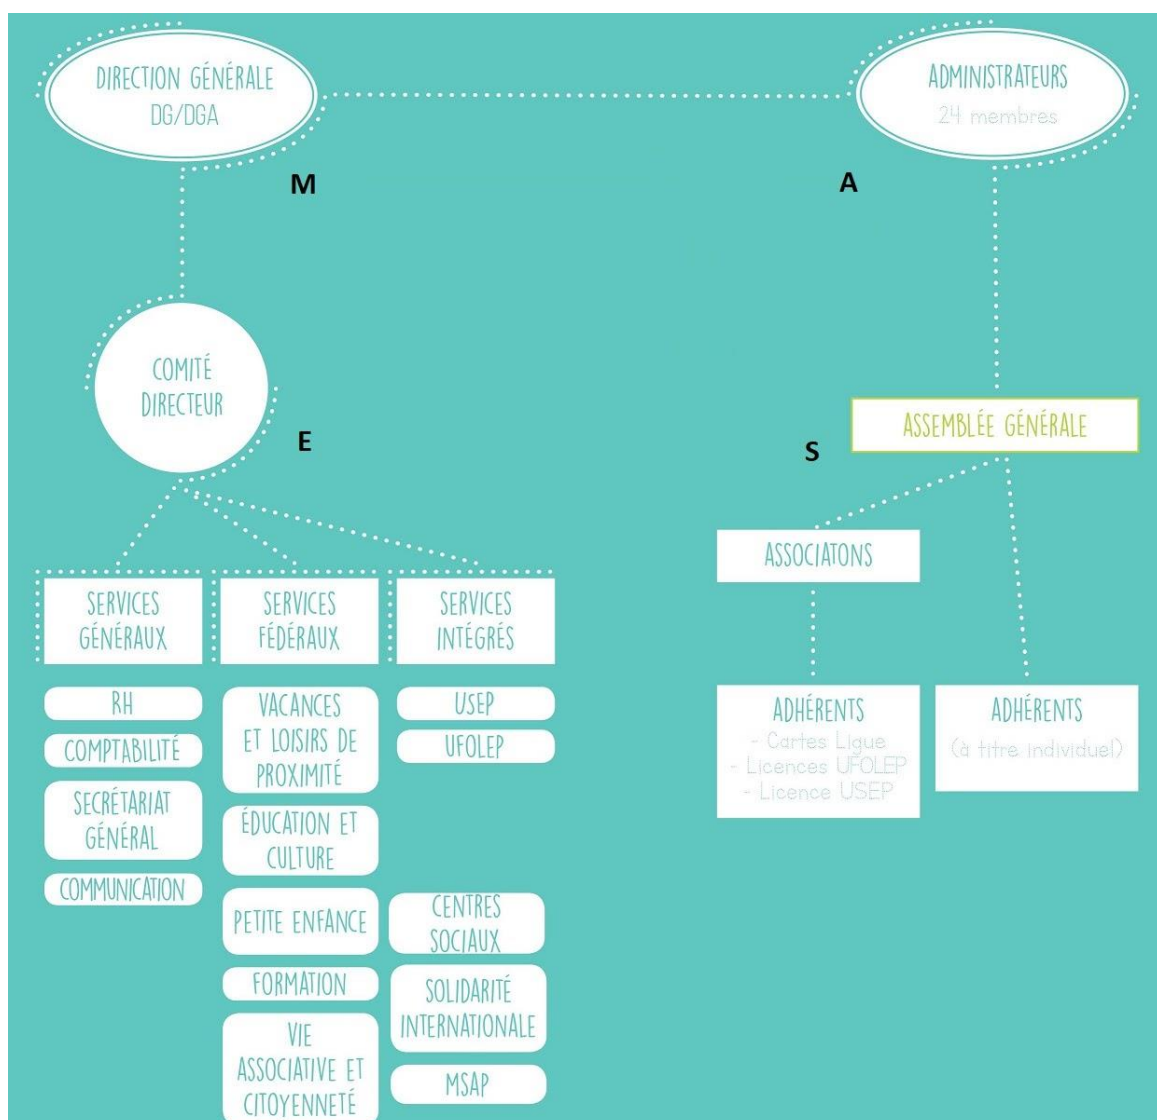 DIRECTION GÉNÉRALE
DG/DGA
ADMINISTRATEURS
24 membres
M
A
COMITÉ
DIRECTEUR
E
ASSEMBLÉE GÉNÉRALE
S
ASSOCIATONS
SERVICES
GÉNÉRAUX
SERVICES
FÉDÉRAUX
SERVICES
INTÉGRÉS
RH
COMPTABILITÉ
SECRÉTARIAT
GÉNÉRAL
COMMUNICATION
VACANCES
ET LOISIRS DE
PROXIMITÉ
ÉDUCATION ET
CULTURE
PETITE ENFANCE
FORMATION
VIE
ASSOCIATIVE ET
CITOYENNETÉ
USEP
UFOLEP
CENTRES
SOCIAUX
SOLIDARITÉ
INTERNATIONALE
MSAP
ADHÉRENTS
- Cartes Ligue
- Licences UFOLEP
- Licence USEP
ADHÉRENTS
(à titre individuel)